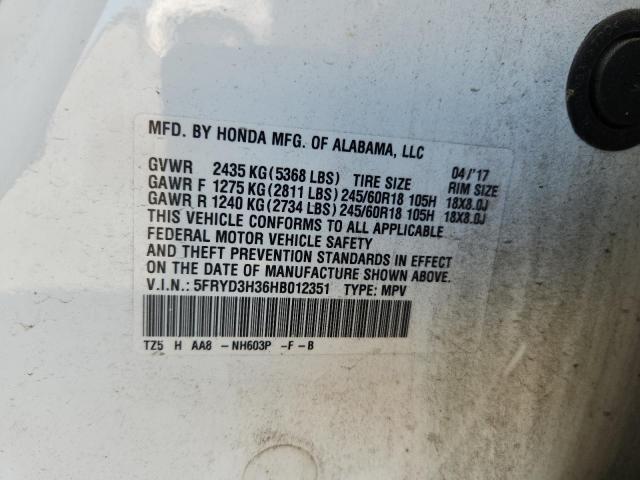 MFD. BY HONDA MFG. OF ALABAMA, LLC
GVWR 2435 KG(5368 LBS) TIRE SIZE 04/'17 RIM SIZE
GAWR F 1275 KG(2811 LBS) 245/60R18 105H 18X8.0J
GAWR R 1240 KG(2734 LBS) 245/60R18 105H 18X8.0J
THIS VEHICLE CONFORMS TO ALL APPLICABLE
FEDERAL MOTOR VEHICLE SAFETY
AND THEFT PREVENTION STANDARDS IN EFFECT
ON THE DATE OF MANUFACTURE SHOWN ABOVE.
V.I.N.: 5FRYD3H36HB012351 TYPE: MPV
TZ5 H AA8 -NH603P -F-B